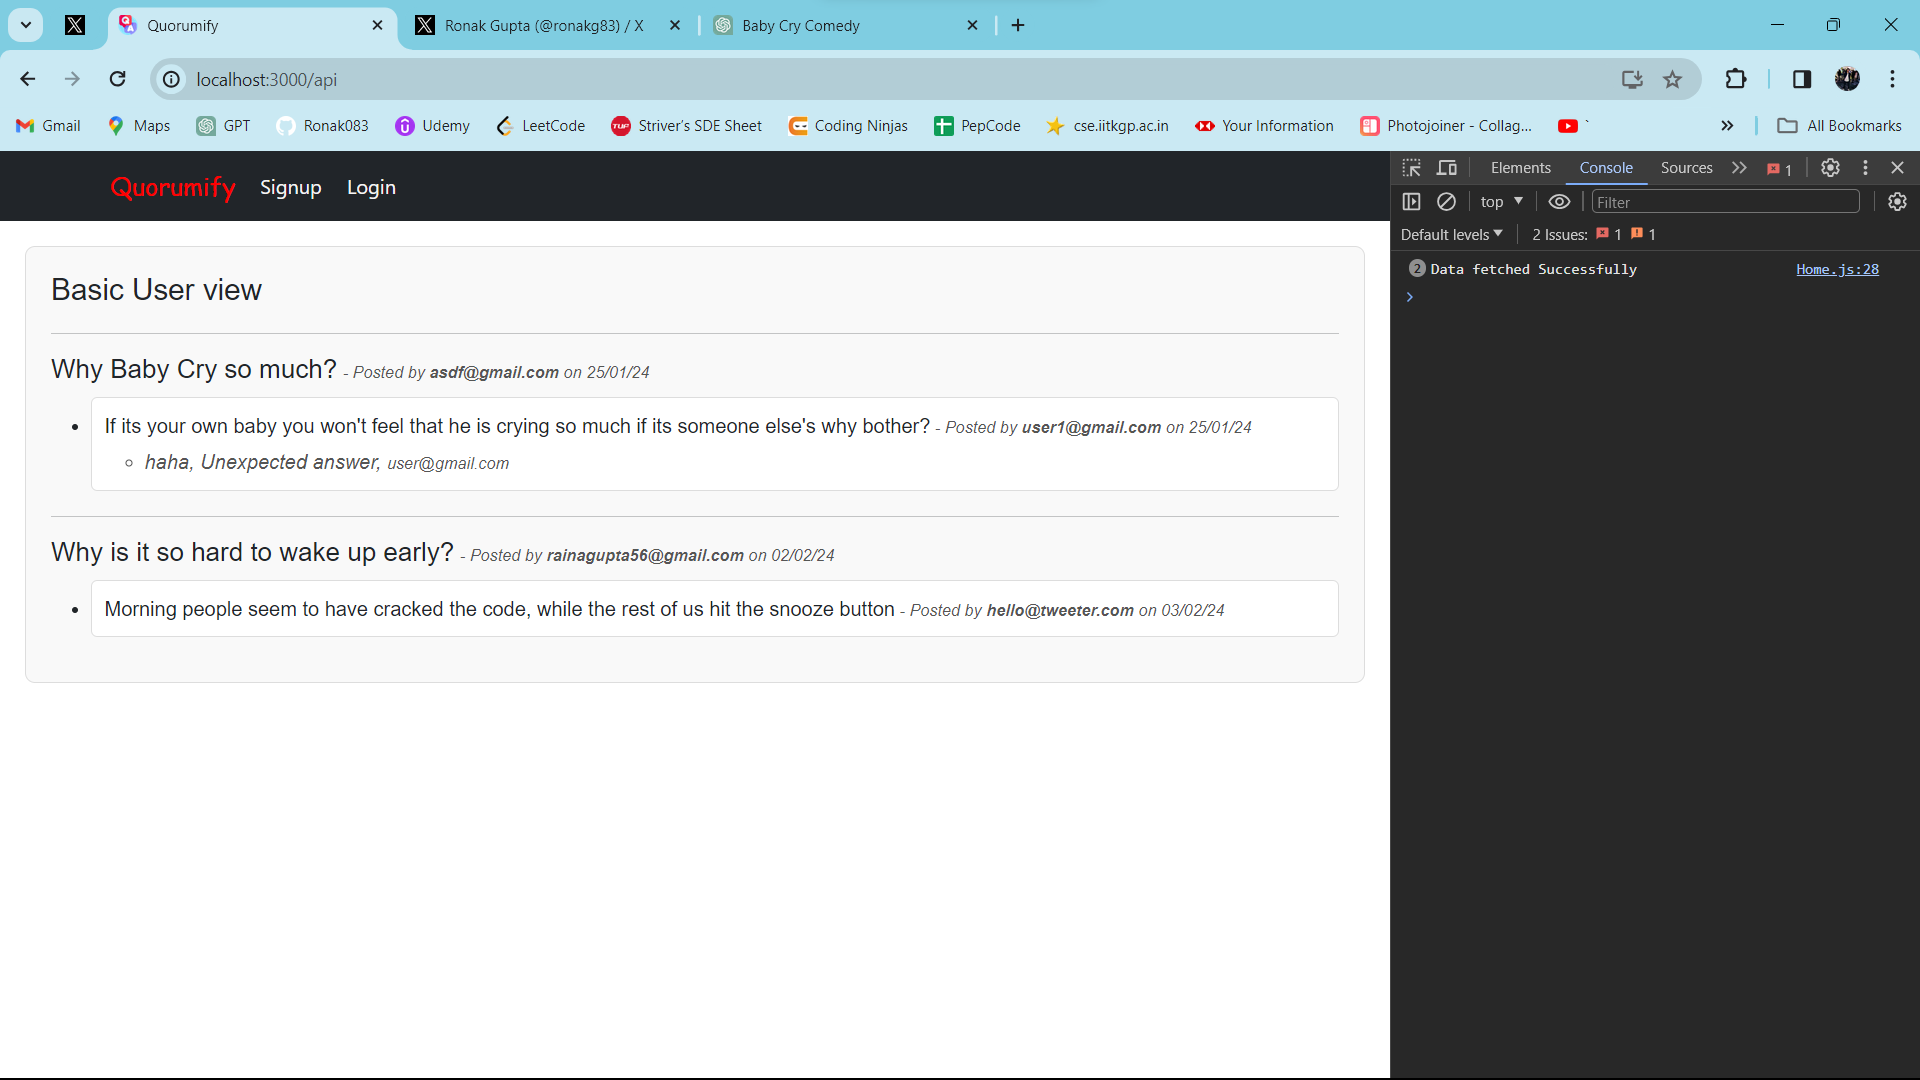 Quorumify
Ronak Gupta (@ronakg83) / X
Baby Cry Comedy
localhost:3000/api
Gmail
Maps
GPT
Ronak083
Udemy
LeetCode
TUF Striver's SDE Sheet
Coding Ninjas
PepCode
cse.iitkgp.ac.in
Your Information
Photojoiner - Collag...
`
All Bookmarks
Quorumify Signup Login
Basic User view
Why Baby Cry so much? - Posted by asdf@gmail.com on 25/01/24
If its your own baby you won't feel that he is crying so much if its someone else's why bother? - Posted by user1@gmail.com on 25/01/24
haha, Unexpected answer, user@gmail.com
Why is it so hard to wake up early? - Posted by rainagupta56@gmail.com on 02/02/24
Morning people seem to have cracked the code, while the rest of us hit the snooze button - Posted by hello@tweeter.com on 03/02/24
Elements Console Sources 1
top Filter
Default levels 2 Issues: 1 1
2 Data fetched Successfully Home.js:28